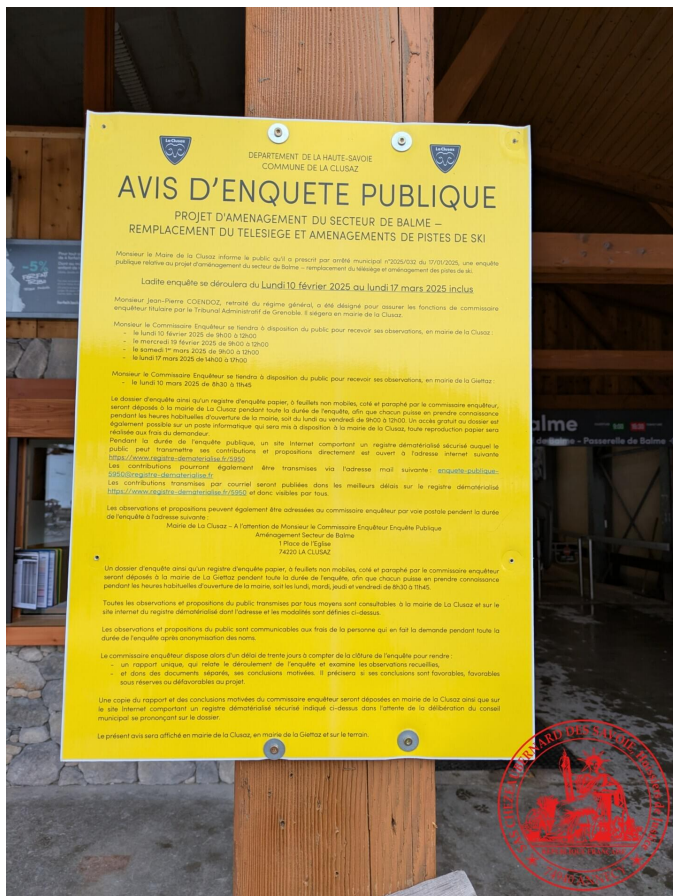 La Clusaz
La Clusaz
DEPARTEMENT DE LA HAUTE-SAVOIE
COMMUNE DE LA CLUSAZ
AVIS D'ENQUETE PUBLIQUE
PROJET D'AMENAGEMENT DU SECTEUR DE BALME –
REMPLACEMENT DU TELESIEGE ET AMENAGEMENTS DE PISTES DE SKI
Monsieur le Maire de la Clusaz informe le public qu'il a prescrit par arrêté municipal n°2025/032 du 17/01/2025, une enquête
publique relative au projet d'aménagement du secteur de Balme – remplacement du télésiège et aménagement des pistes de ski.
Ladite enquête se déroulera du Lundi 10 février 2025 au lundi 17 mars 2025 inclus
Monsieur Jean-Pierre COENDOZ, retraité du régime général, a été désigné pour assurer les fonctions de commissaire
enquêteur titulaire par le Tribunal Administratif de Grenoble. Il siègera en mairie de la Clusaz.
Monsieur le Commissaire Enquêteur se tiendra à disposition du public pour recevoir ses observations, en mairie de la Clusaz :
- le lundi 10 février 2025 de 9h00 à 12h00
- le mercredi 19 février 2025 de 9h00 à 12h00
- le samedi 1er mars 2025 de 9h00 à 12h00
- le lundi 17 mars 2025 de 14h00 à 17h00
Monsieur le Commissaire Enquêteur se tiendra à disposition du public pour recevoir ses observations, en mairie de la Giettaz :
- le lundi 10 mars 2025 de 8h30 à 11h45
Le dossier d'enquête ainsi qu'un registre d'enquête papier, à feuillets non mobiles, coté et paraphé par le commissaire enquêteur,
seront déposés à la mairie de La Clusaz pendant toute la durée de l'enquête, afin que chacun puisse en prendre connaissance
pendant les heures habituelles d'ouverture de la mairie, soit du lundi au vendredi de 9h00 à 12h00. Un accès gratuit au dossier est
également possible sur un poste informatique qui sera mis à disposition à la mairie de la Clusaz, toute reproduction papier sera
réalisée aux frais du demandeur.
Pendant la durée de l'enquête publique, un site Internet comportant un registre dématérialisé sécurisé auquel le
public peut transmettre ses contributions et propositions directement est ouvert à l'adresse internet suivante
https://www.registre-dematerialise.fr/5950
Les contributions pourront également être transmises via l'adresse mail suivante : enquete-publique-
5950@registre-dematerialise.fr
Les contributions transmises par courriel seront publiées dans les meilleurs délais sur le registre dématérialisé
https://www.registre-dematerialise.fr/5950 et donc visibles par tous.
Les observations et propositions peuvent également être adressées au commissaire enquêteur par voie postale pendant la durée
de l'enquête à l'adresse suivante :
Mairie de La Clusaz – A l'attention de Monsieur le Commissaire Enquêteur Enquête Publique
Aménagement Secteur de Balme
1 Place de l'Eglise
74220 LA CLUSAZ
Un dossier d'enquête ainsi qu'un registre d'enquête papier, à feuillets non mobiles, coté et paraphé par le commissaire enquêteur
seront déposés à la mairie de La Giettaz pendant toute la durée de l'enquête, afin que chacun puisse en prendre connaissance
pendant les heures habituelles d'ouverture de la mairie, soit les lundi, mardi, jeudi et vendredi de 8h30 à 11h45.
Toutes les observations et propositions du public transmises par tous moyens sont consultables à la mairie de La Clusaz et sur le
site internet du registre dématérialisé dont l'adresse et les modalités sont définies ci-dessus.
Les observations et propositions du public sont communicables aux frais de la personne qui en fait la demande pendant toute la
durée de l'enquête après anonymisation des noms.
Le commissaire enquêteur dispose alors d'un délai de trente jours à compter de la clôture de l'enquête pour rendre :
- un rapport unique, qui relate le déroulement de l'enquête et examine les observations recueillies,
- et dans des documents séparés, ses conclusions motivées. Il précisera si ses conclusions sont favorables, favorables
sous réserves ou défavorables au projet.
Une copie du rapport et des conclusions motivées du commissaire enquêteur seront déposées en mairie de la Clusaz ainsi que sur
le site Internet comportant un registre dématérialisé sécurisé indiqué ci-dessus dans l'attente de la délibération du conseil
municipal se prononçant sur le dossier.
Le présent avis sera affiché en mairie de la Clusaz, en mairie de la Giettaz et sur le terrain.
-5%
alme
Passerelle de Balme